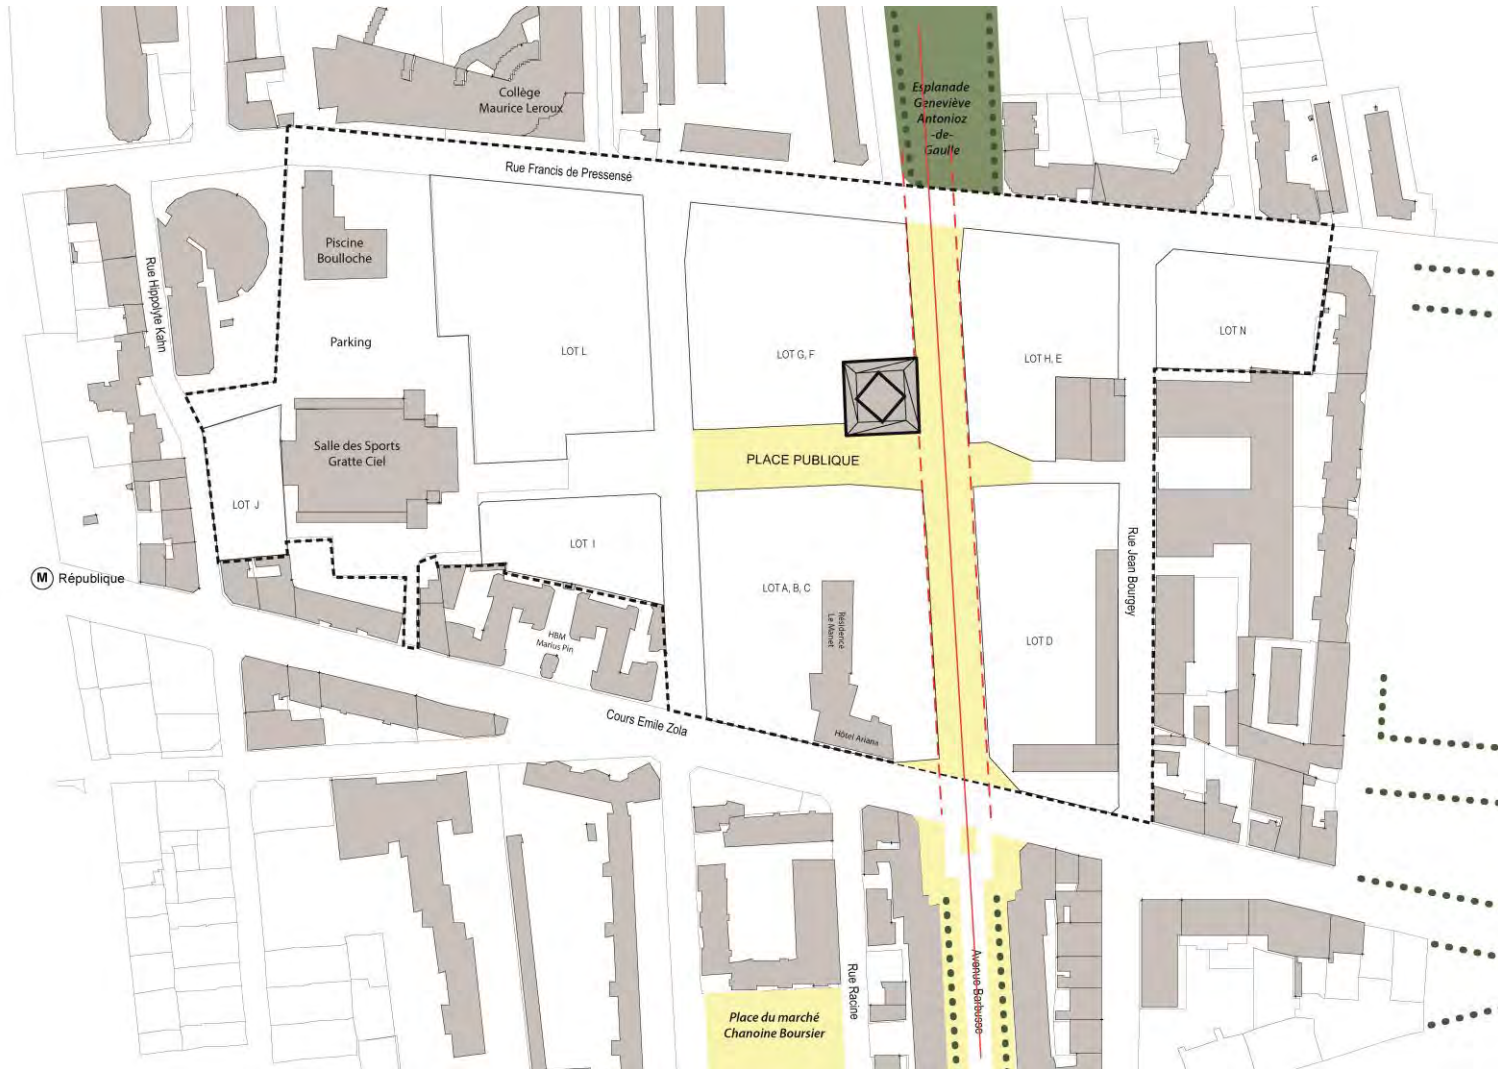 Collège
Maurice Leroux
Esplanade
Geneviève
Antonioz
-de-
Gaulle
Rue Francis de Pressensé
Piscine
Boulloche
Rue Hippolyte Kahn
Parking
LOT L
LOT G, F
LOT H, E
LOT N
Salle des Sports
Gratte Ciel
PLACE PUBLIQUE
LOT J
LOT I
Rue Jean Bourgey
M République
LOT A, B, C
Résidence
Le Manet
LOT D
HBM
Marius Pin
Cours Emile Zola
Hôtel Ariana
Avenue Barbusse
Rue Racine
Place du marché
Chanoine Boursier